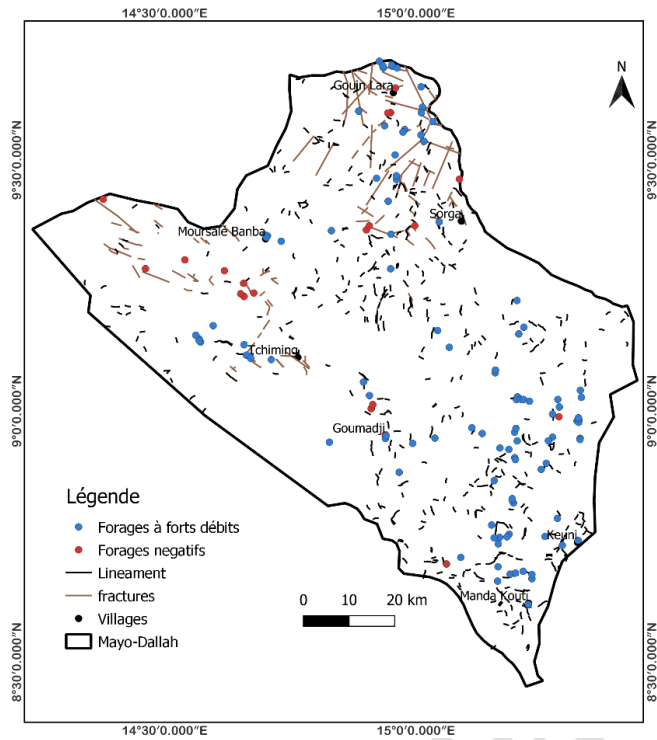 14°30'0.000"E 15°0'0.000"E
N
Gouin Lara
9°30'0.000"N 9°30'0.000"N
Sorga
Moursalé Banba
Tchiming
9°0'0.000"N 9°0'0.000"N
Goumadji
Légende
Forages à forts débits
Forages negatifs
Keuni
Lineament
fractures
0 10 20 km
Manda Kouti
Villages
Mayo-Dallah
8°30'0.000"N 8°30'0.000"N
14°30'0.000"E 15°0'0.000"E